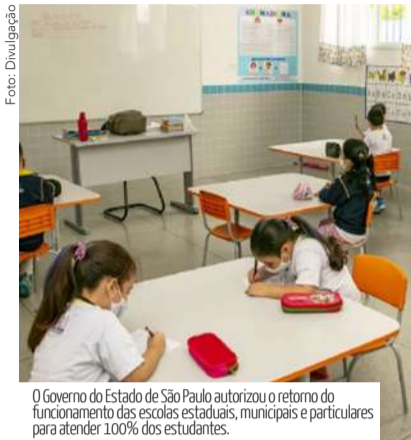 Foto: Divulgação
O Governo do Estado de São Paulo autorizou o retorno do
funcionamento das escolas estaduais, municipais e particulares
para atender 100% dos estudantes.